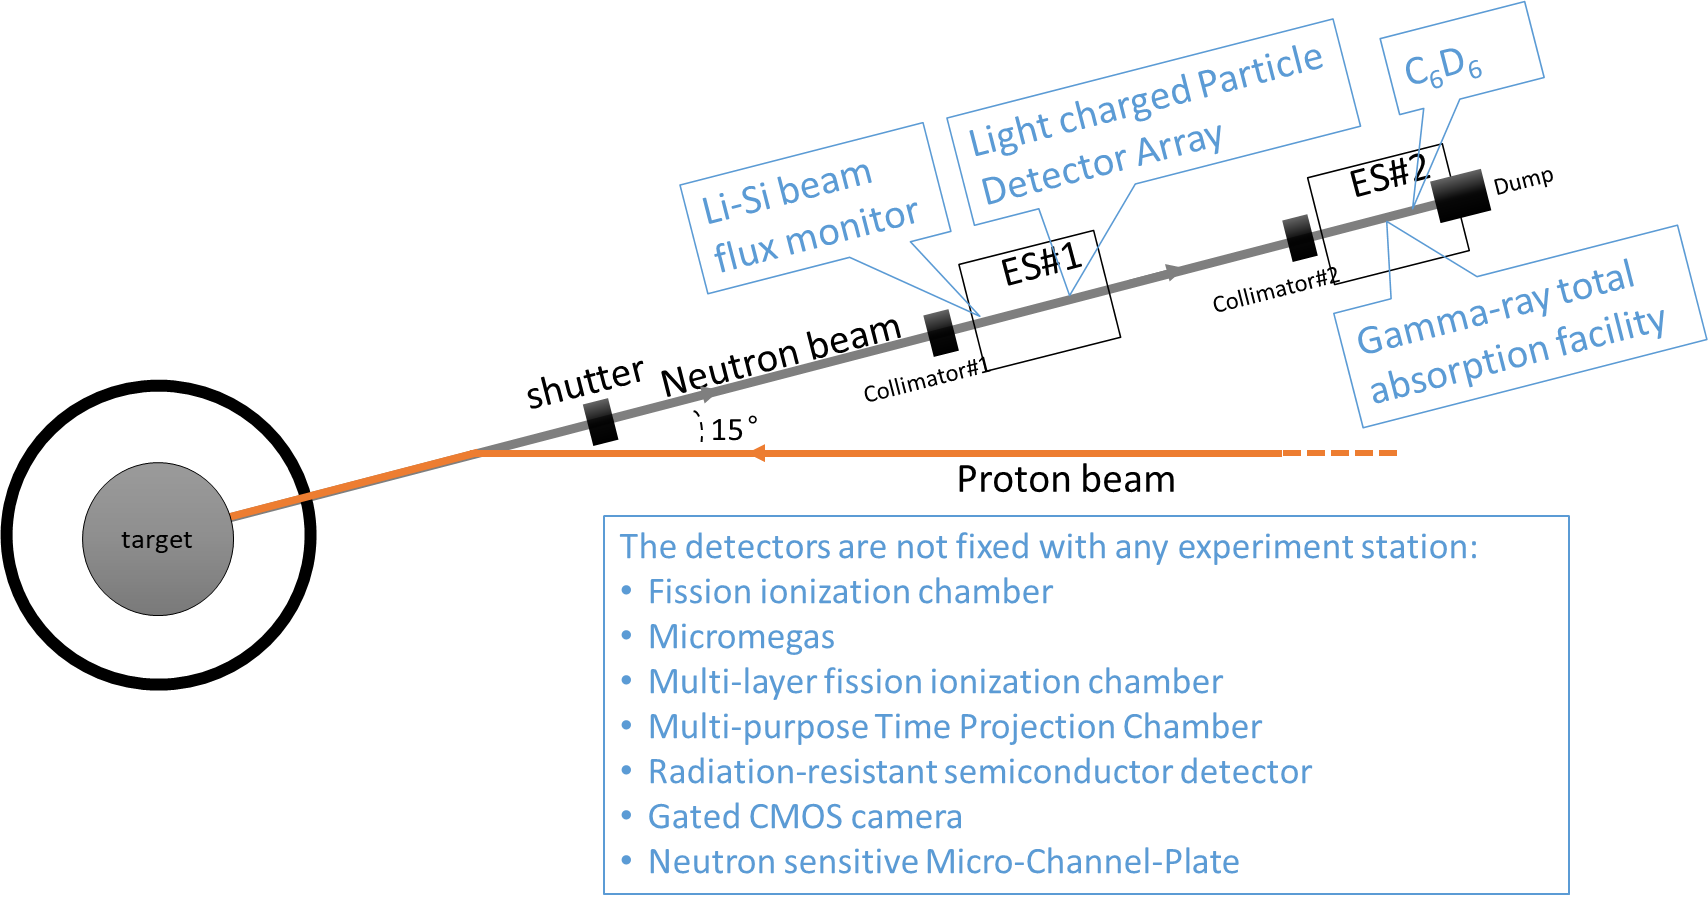 C₆D₆
Light charged Particle
Detector Array
Li-Si beam
flux monitor
ES#2
Dump
ES#1
Collimator#2
Gamma-ray total
absorption facility
Neutron beam
shutter
Collimator#1
15°
Proton beam
target
The detectors are not fixed with any experiment station:
• Fission ionization chamber
• Micromegas
• Multi-layer fission ionization chamber
• Multi-purpose Time Projection Chamber
• Radiation-resistant semiconductor detector
• Gated CMOS camera
• Neutron sensitive Micro-Channel-Plate